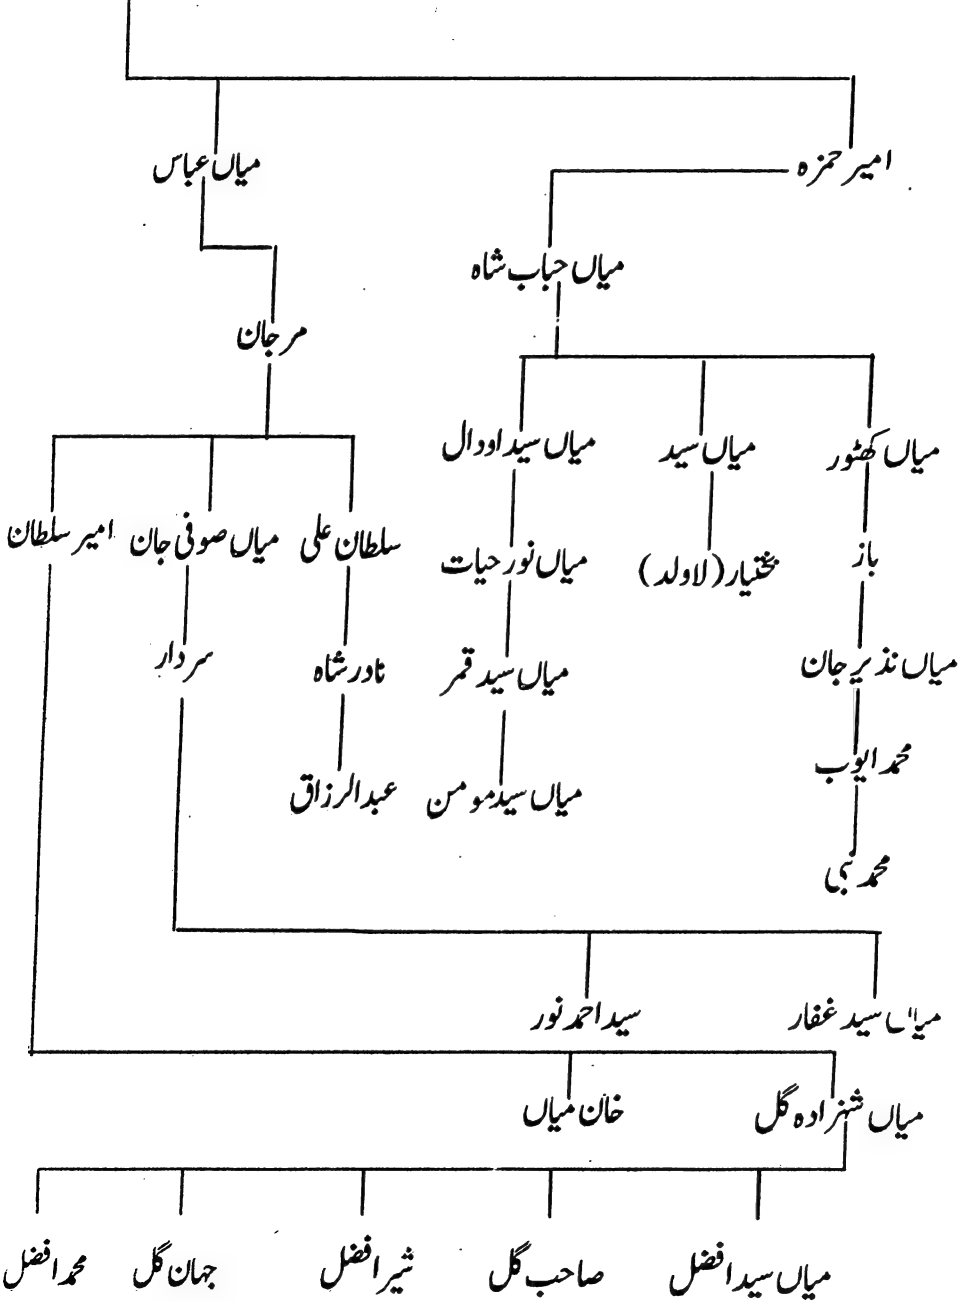 امیر حمزہ
میاں عباس
میاں حباب شاہ
مرجان
میاں کھٹور
میاں سید
میاں سید اودال
سلطان علی
میاں صوفی جان
امیر سلطان
باز
بختیار (لاولد)
میاں نور حیات
میاں نذیر جان
میاں سید قمر
نادر شاہ
سردار
محمد ایوب
میاں سید مومن
عبدالرزاق
محمد نبی
میاں سید غفار
سید احمد نور
میاں شہزادہ گل
خان میاں
میاں سید افضل
صاحب گل
شیر افضل
جہان گل
محمد افضل